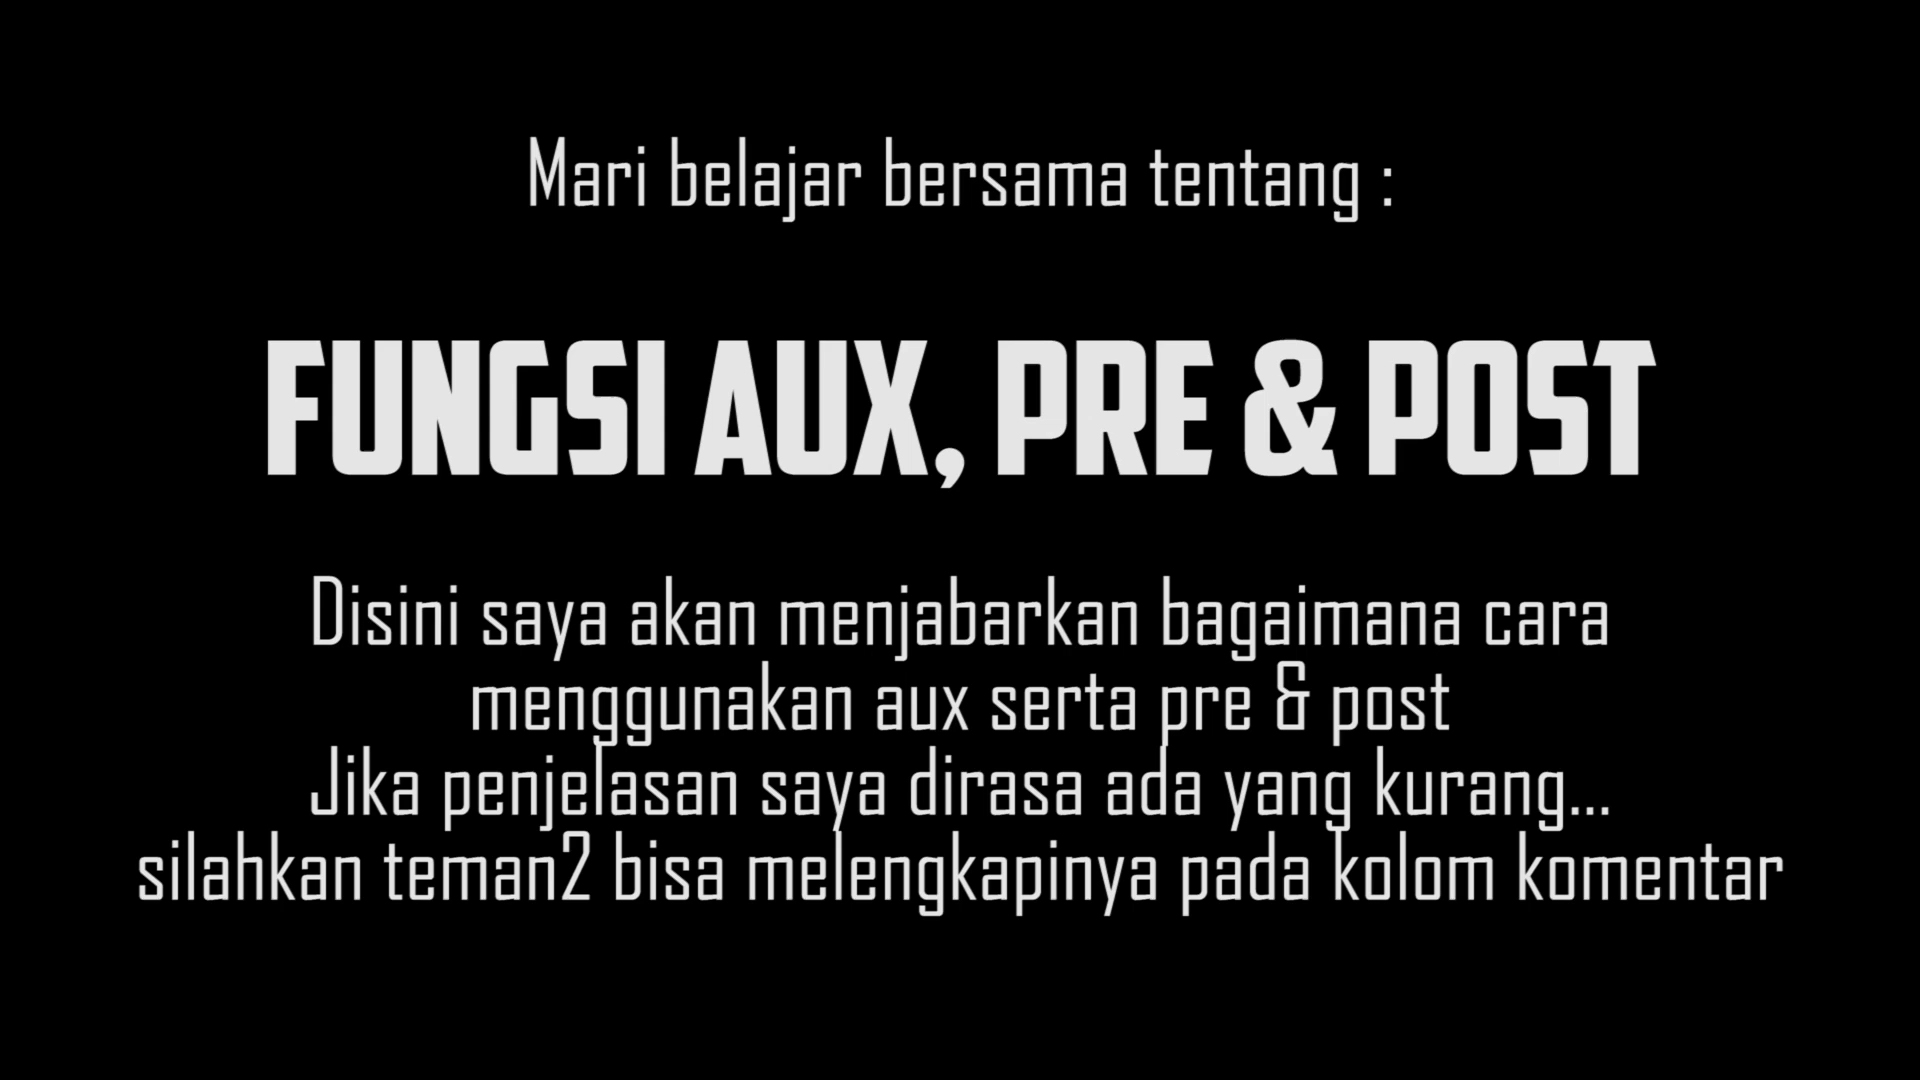 Mari belajar bersama tentang :
FUNGSI AUX, PRE & POST
Disini saya akan menjabarkan bagaimana cara
menggunakan aux serta pre & post
Jika penjelasan saya dirasa ada yang kurang...
silahkan teman2 bisa melengkapinya pada kolom komentar